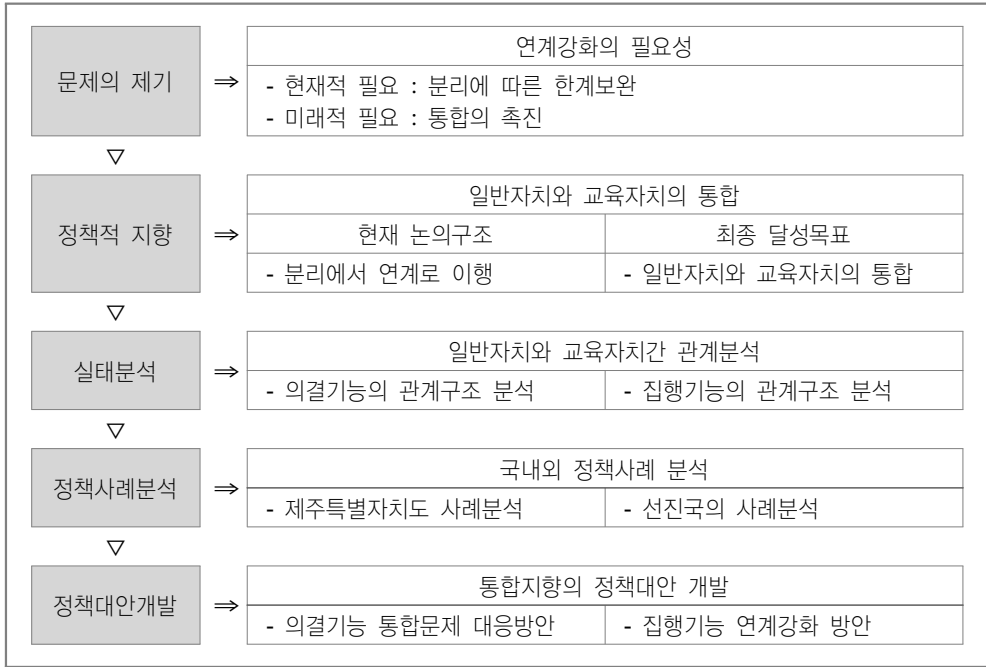 문제의 제기
⇒
연계강화의 필요성
- 현재적 필요 : 분리에 따른 한계보완
- 미래적 필요 : 통합의 촉진
▽
정책적 지향
⇒
일반자치와 교육자치의 통합
현재 논의구조
최종 달성목표
- 분리에서 연계로 이행
- 일반자치와 교육자치의 통합
▽
실태분석
⇒
일반자치와 교육자치간 관계분석
- 의결기능의 관계구조 분석
- 집행기능의 관계구조 분석
▽
정책사례분석
⇒
국내외 정책사례 분석
- 제주특별자치도 사례분석
- 선진국의 사례분석
▽
정책대안개발
⇒
통합지향의 정책대안 개발
- 의결기능 통합문제 대응방안
- 집행기능 연계강화 방안